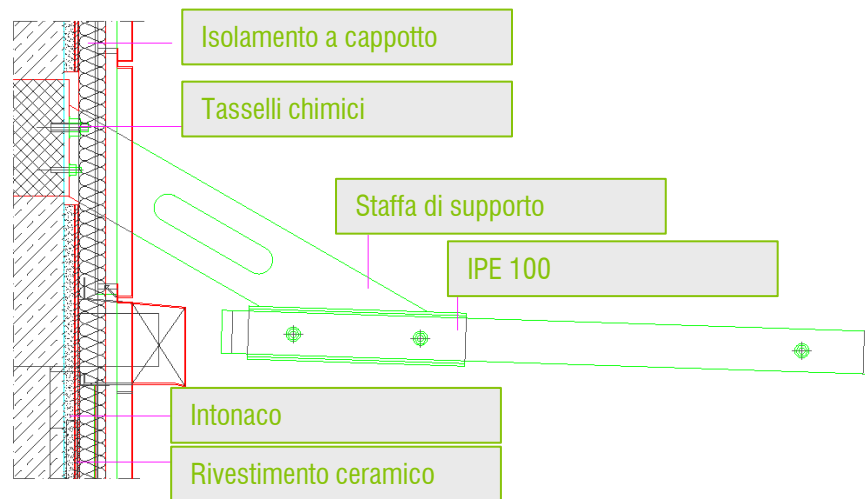 Isolamento a cappotto
Tasselli chimici
Staffa di supporto
IPE 100
Intonaco
Rivestimento ceramico